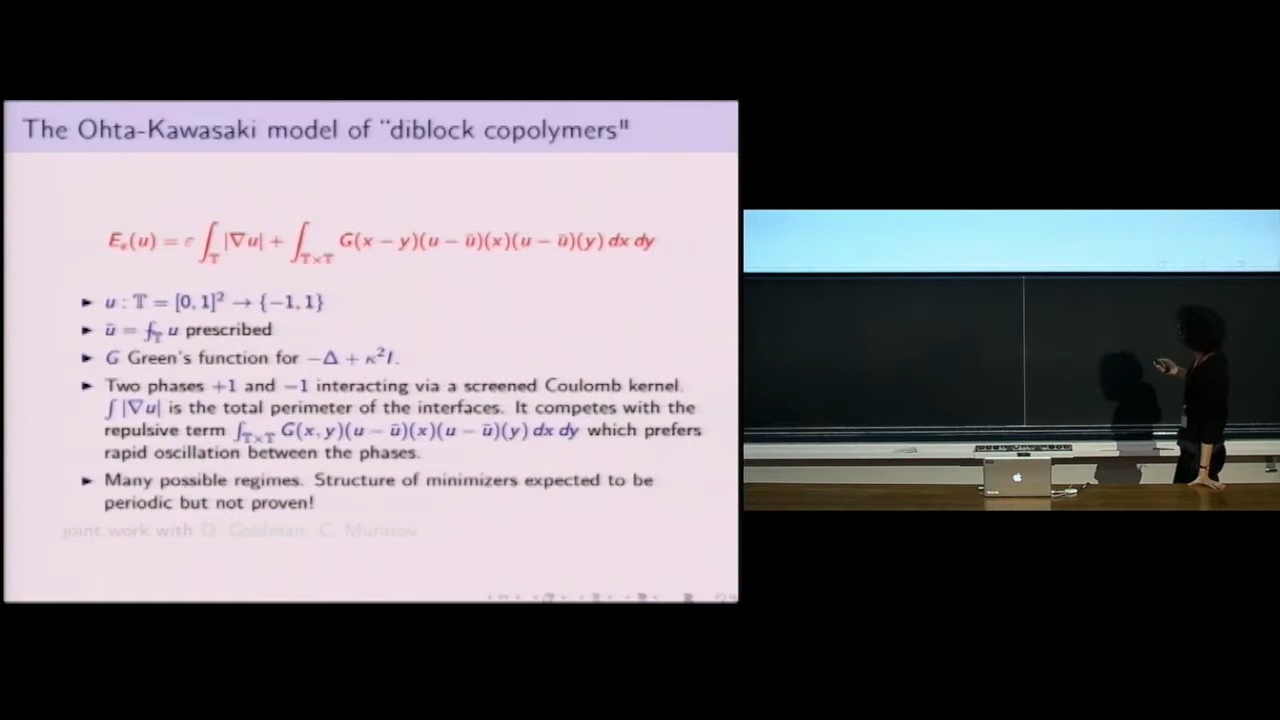 The Ohta-Kawasaki model of "diblock copolymers"
E_ε(u) = ε ∫_𝕋 |∇u| + ∫_{𝕋×𝕋} G(x − y)(u − ū)(x)(u − ū)(y) dx dy
► u : 𝕋 = [0, 1]² → {−1, 1}
► ū = ⨍_𝕋 u prescribed
► G Green's function for −Δ + κ²I.
► Two phases +1 and −1 interacting via a screened Coulomb kernel.
∫ |∇u| is the total perimeter of the interfaces. It competes with the
repulsive term ∫_{𝕋×𝕋} G(x, y)(u − ū)(x)(u − ū)(y) dx dy which prefers
rapid oscillation between the phases.
► Many possible regimes. Structure of minimizers expected to be
periodic but not proven!
joint work with D. Goldman, C. Muratov